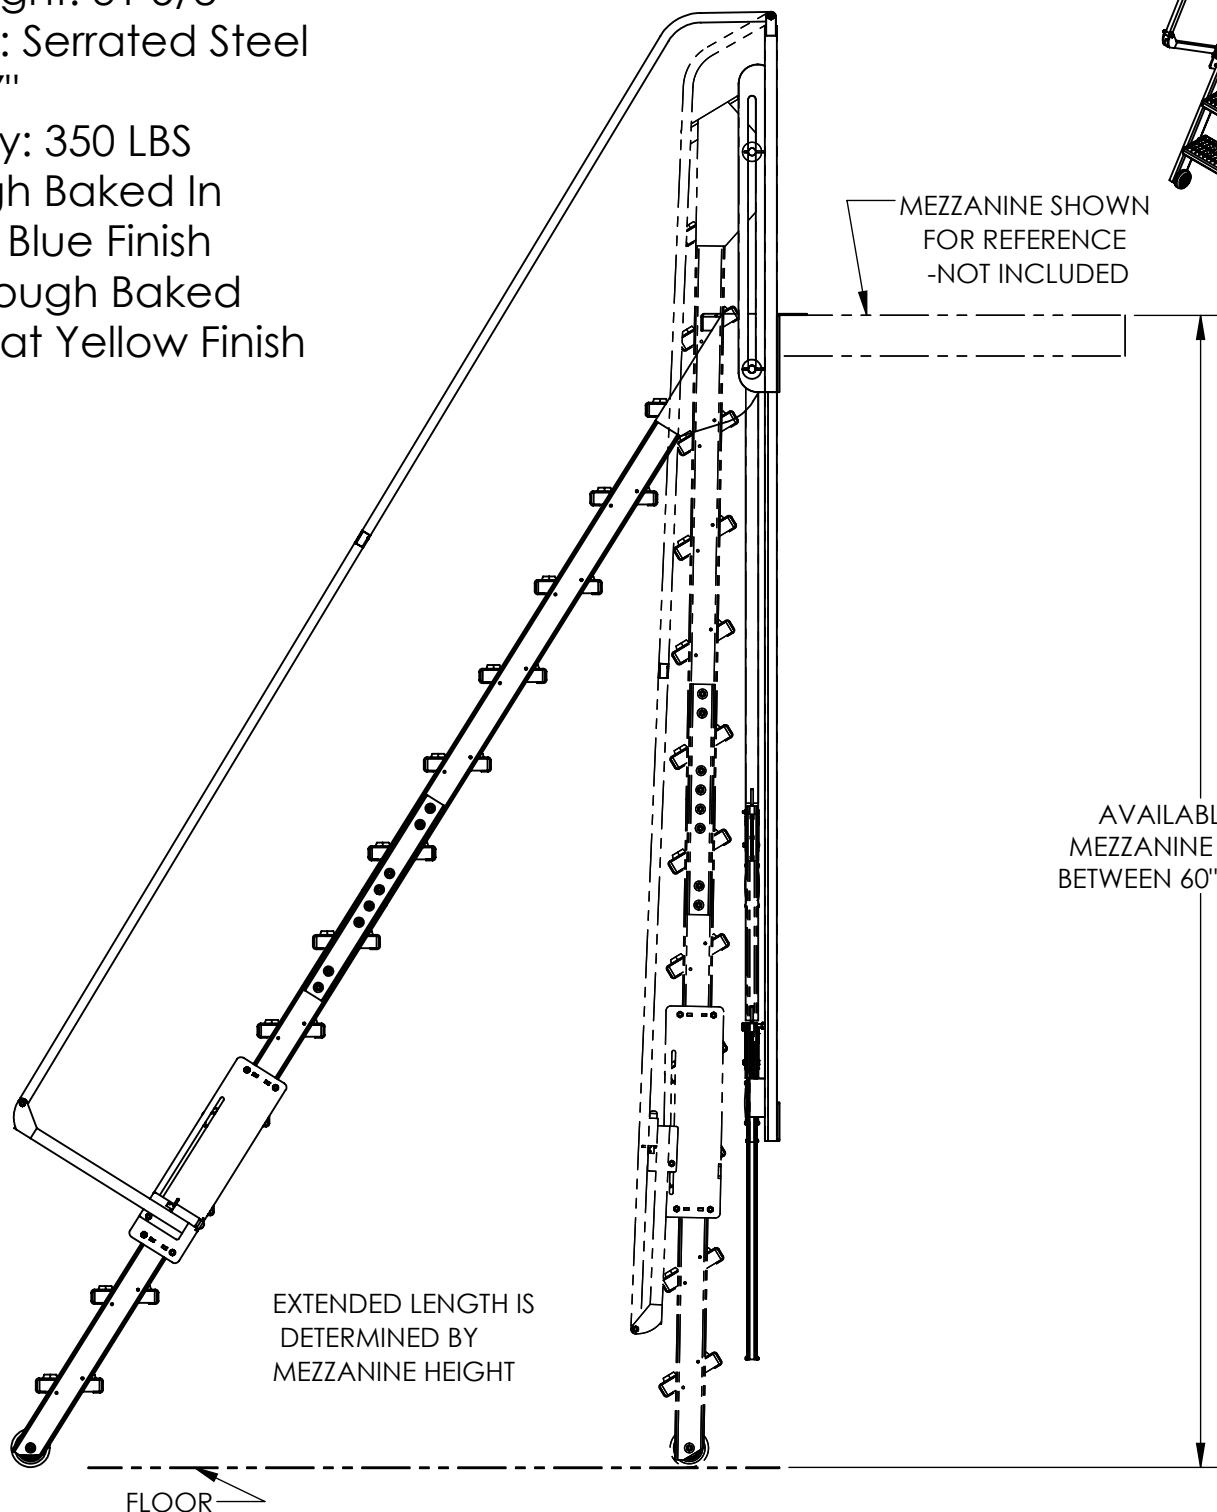 : Serrated Steel
y: 350 LBS
gh Baked In
Blue Finish
ough Baked
at Yellow Finish
MEZZANINE SHOWN
FOR REFERENCE
-NOT INCLUDED
AVAILABL
MEZZANINE
BETWEEN 60"
EXTENDED LENGTH IS
DETERMINED BY
MEZZANINE HEIGHT
FLOOR